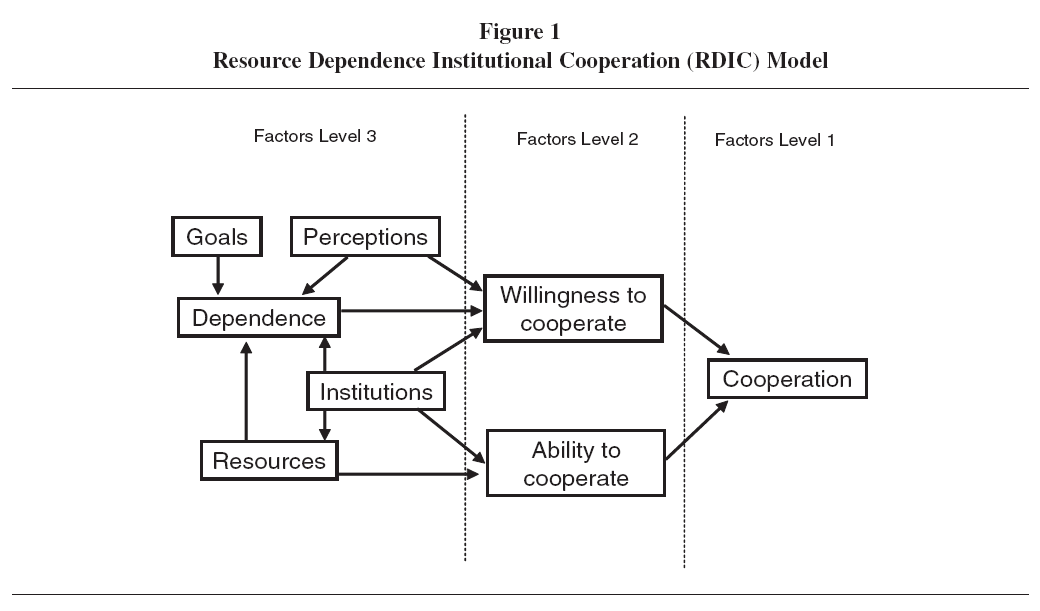 Figure 1
Resource Dependence Institutional Cooperation (RDIC) Model
Factors Level 3
Factors Level 2
Factors Level 1
Goals
Perceptions
Dependence
Willingness to
cooperate
Institutions
Cooperation
Resources
Ability to
cooperate